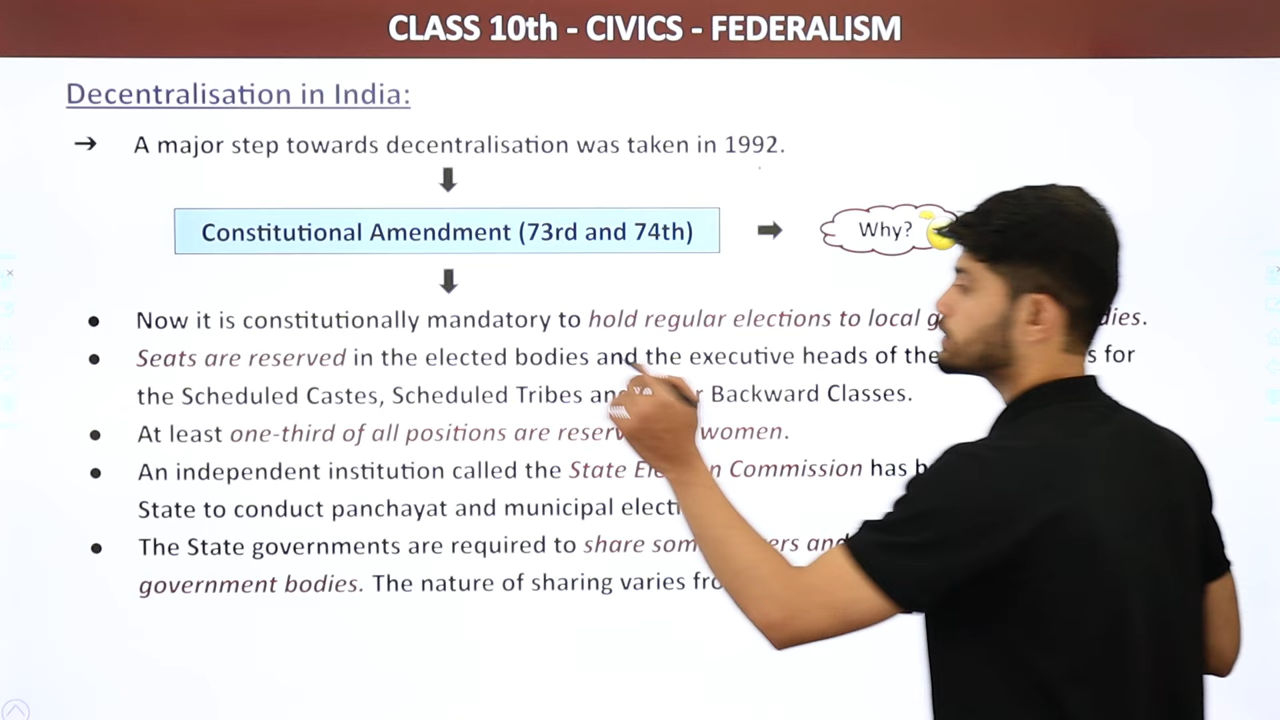 CLASS 10th - CIVICS - FEDERALISM
Decentralisation in India:
→ A major step towards decentralisation was taken in 1992.
Constitutional Amendment (73rd and 74th)
Why?
● Now it is constitutionally mandatory to hold regular elections to local
● Seats are reserved in the elected bodies and the executive heads of for
the Scheduled Castes, Scheduled Tribes Backward Classes.
● At least one-third of all positions are women.
● An independent institution called the State Commission has
State to conduct panchayat and municipal
● The State governments are required to share
government bodies. The nature of sharing varies